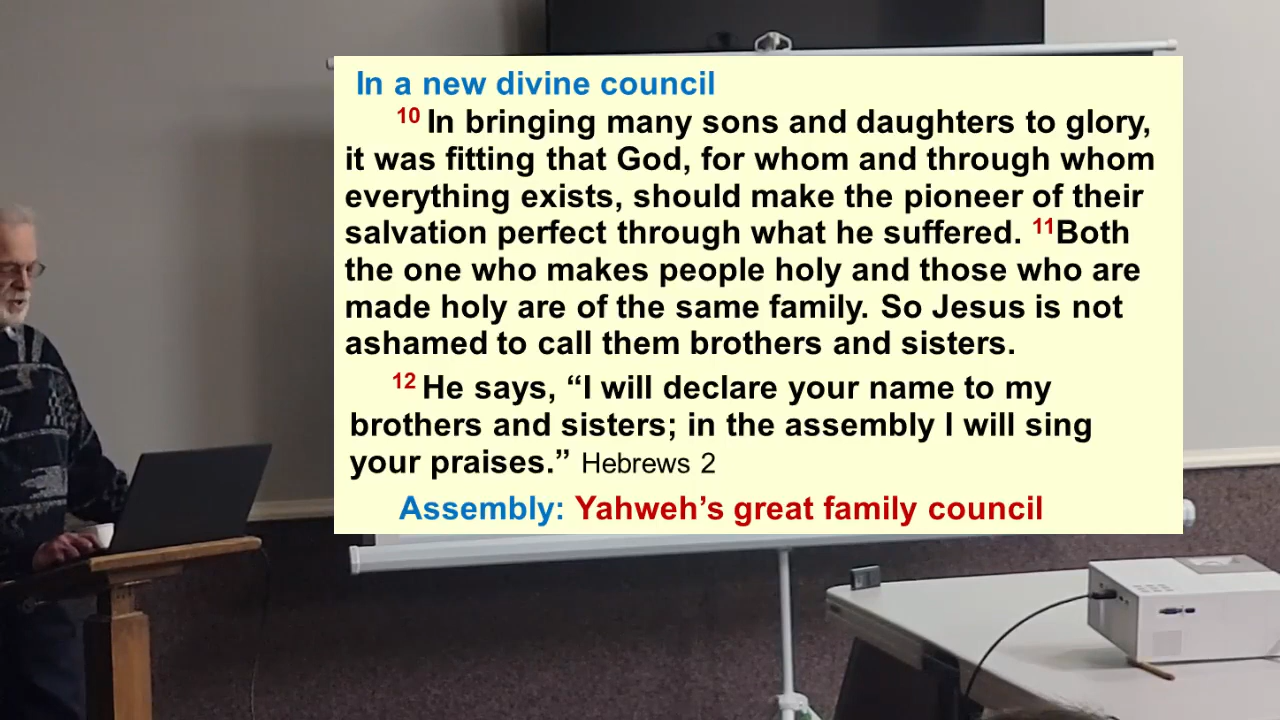 In a new divine council
10 In bringing many sons and daughters to glory,
it was fitting that God, for whom and through whom
everything exists, should make the pioneer of their
salvation perfect through what he suffered. 11Both
the one who makes people holy and those who are
made holy are of the same family. So Jesus is not
ashamed to call them brothers and sisters.
12 He says, “I will declare your name to my
brothers and sisters; in the assembly I will sing
your praises.” Hebrews 2
Assembly: Yahweh’s great family council